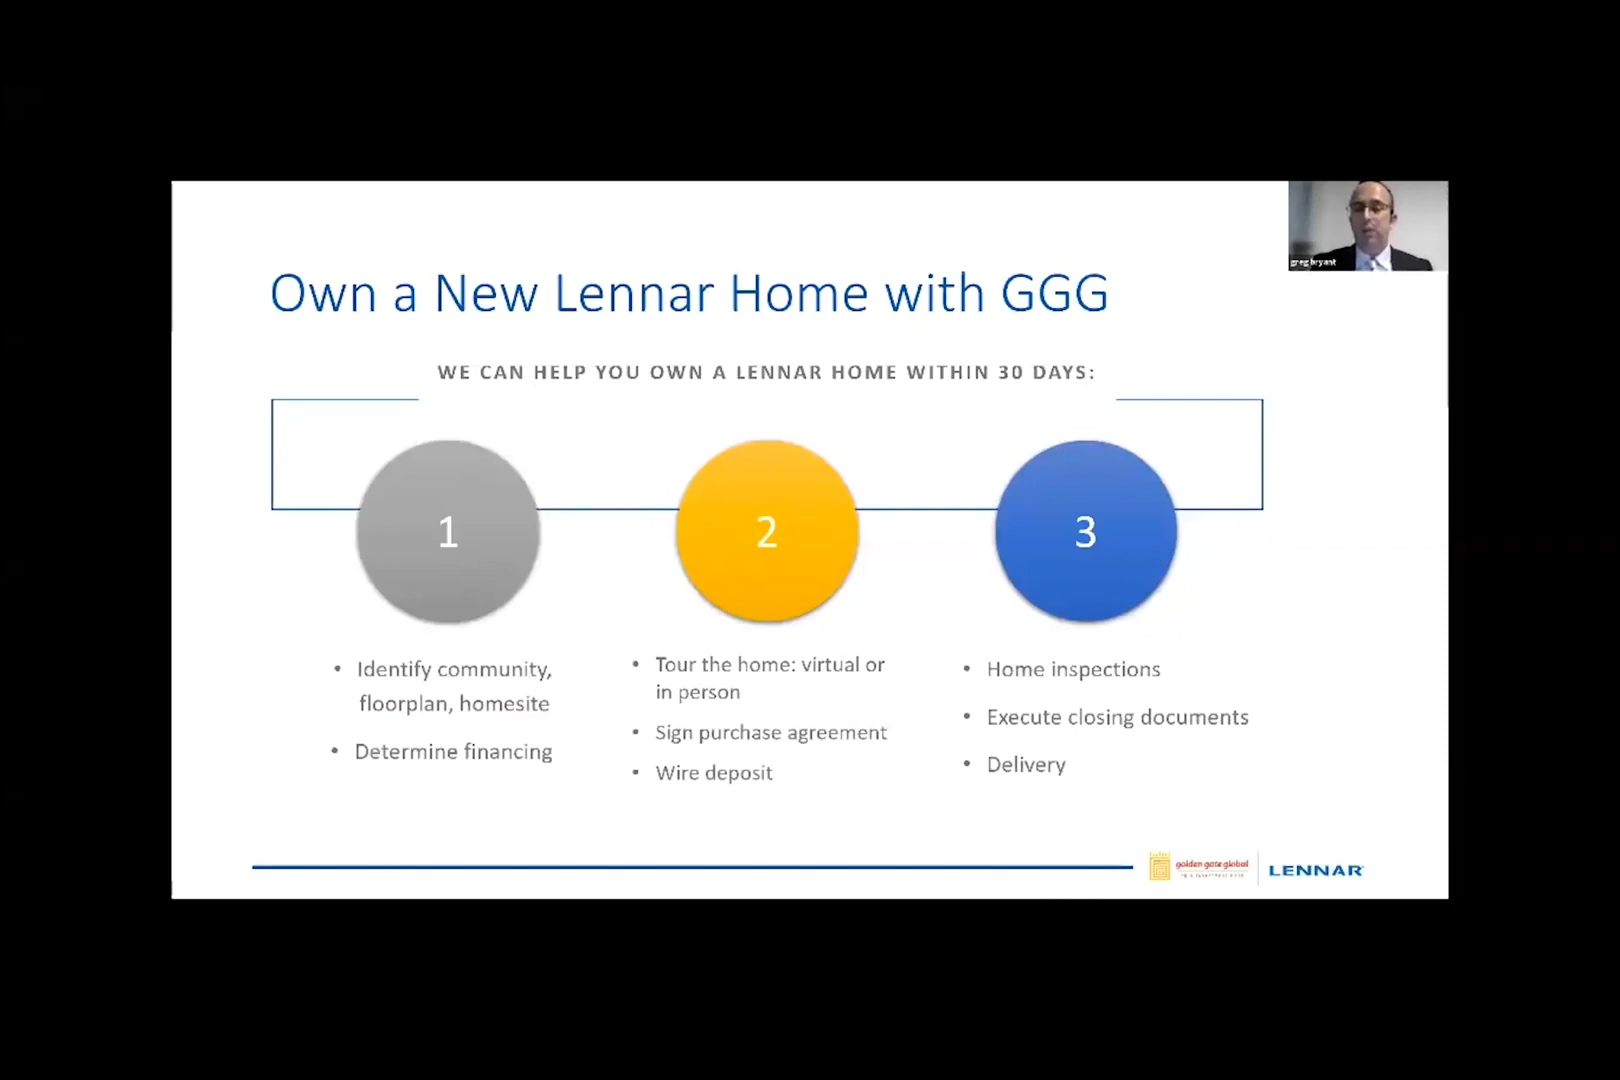 greg bryant
Own a New Lennar Home with GGG
WE CAN HELP YOU OWN A LENNAR HOME WITHIN 30 DAYS:
1
2
3
• Identify community,
floorplan, homesite
• Determine financing
• Tour the home: virtual or
in person
• Sign purchase agreement
• Wire deposit
• Home inspections
• Execute closing documents
• Delivery
golden gate global
LENNAR